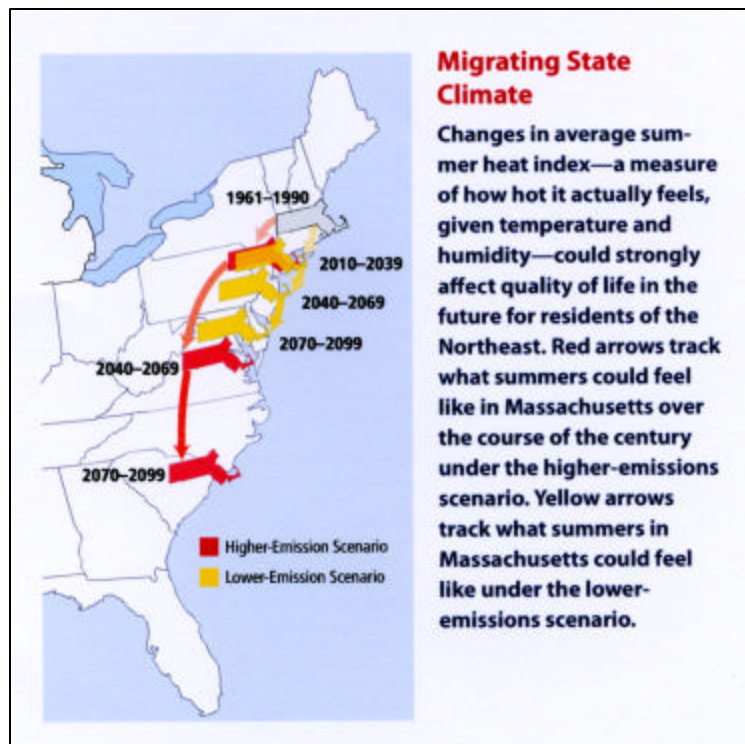 Migrating State
Climate
Changes in average sum-
mer heat index—a measure
of how hot it actually feels,
given temperature and
humidity—could strongly
affect quality of life in the
future for residents of the
Northeast. Red arrows track
what summers could feel
like in Massachusetts over
the course of the century
under the higher-emissions
scenario. Yellow arrows
track what summers in
Massachusetts could feel
like under the lower-
emissions scenario.
1961–1990
2010–2039
2040–2069
2070–2099
2040–2069
2070–2099
Higher-Emission Scenario
Lower-Emission Scenario